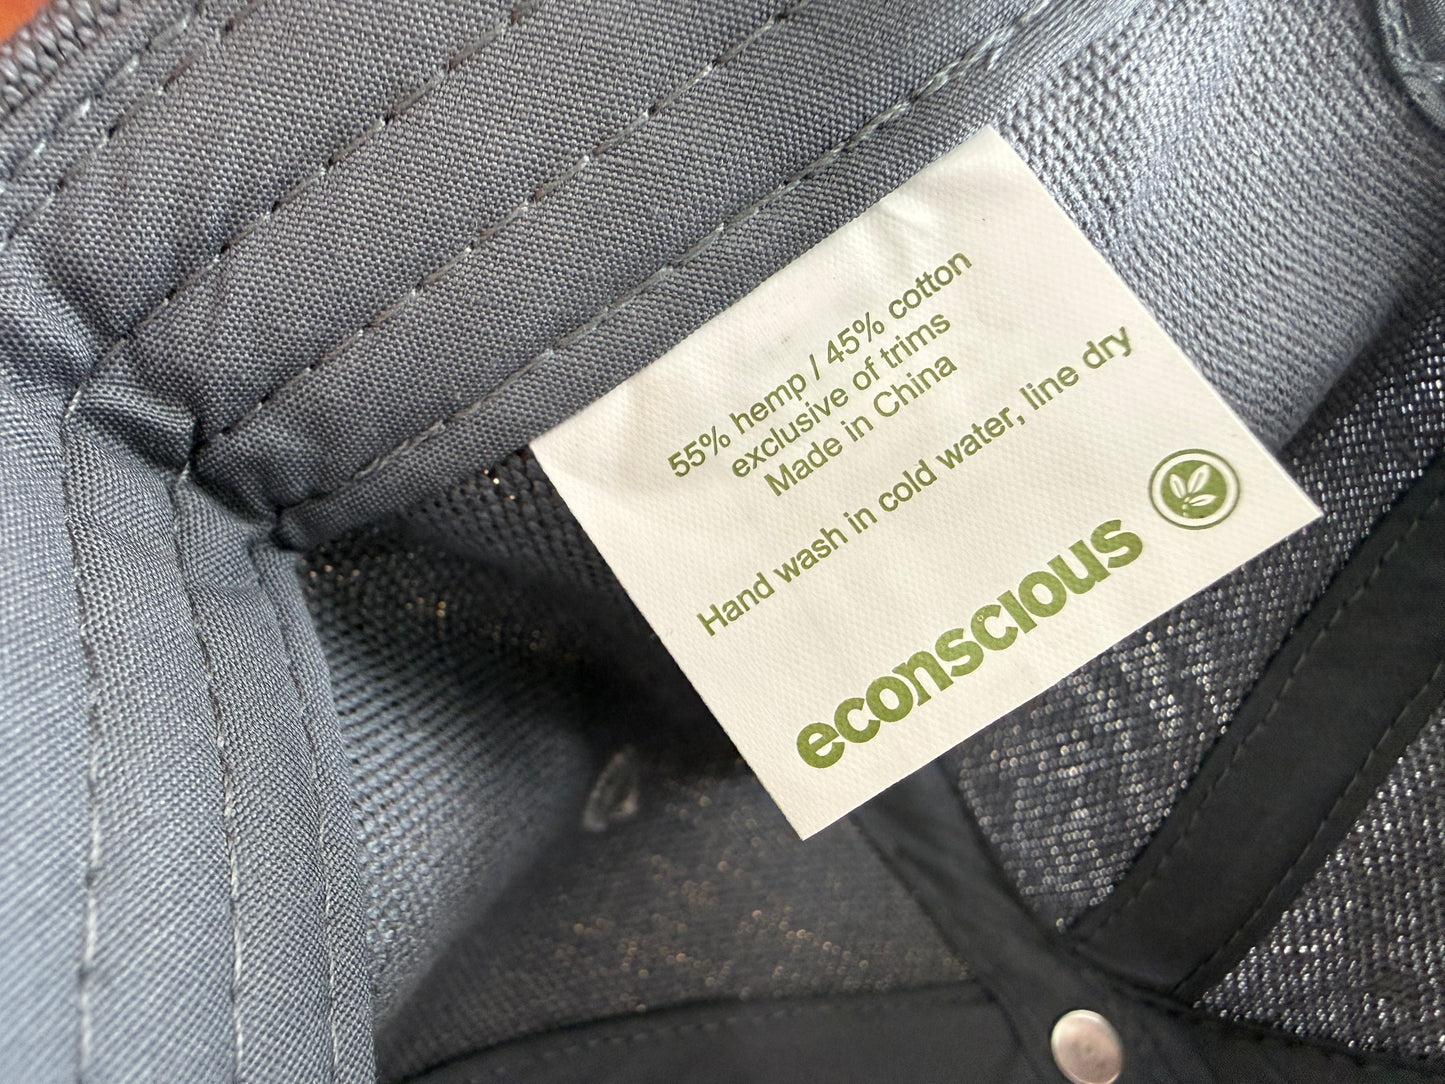 55% hemp / 45% cotton
exclusive of trims
Made in China
Hand wash in cold water, line dry
econscious